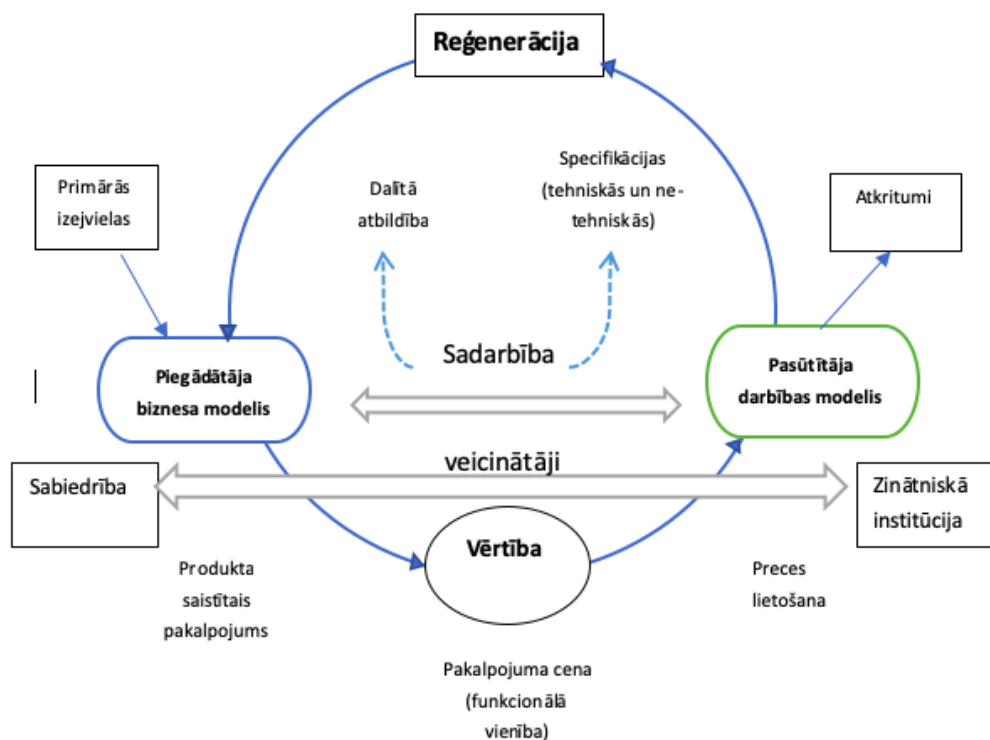 Reģenerācija
Primārās
izejvielas
Dalītā
atbildība
Specifikācijas
(tehniskās un ne-
tehniskās)
Atkritumi
Piegādātāja
biznesa modelis
Sadarbība
Pasūtītāja
darbības modelis
Sabiedrība
veicinātāji
Zinātniskā
institūcija
Vērtība
Produkta
saistītais
pakalpojums
Preces
lietošana
Pakalpojuma cena
(funkcionālā
vienība)